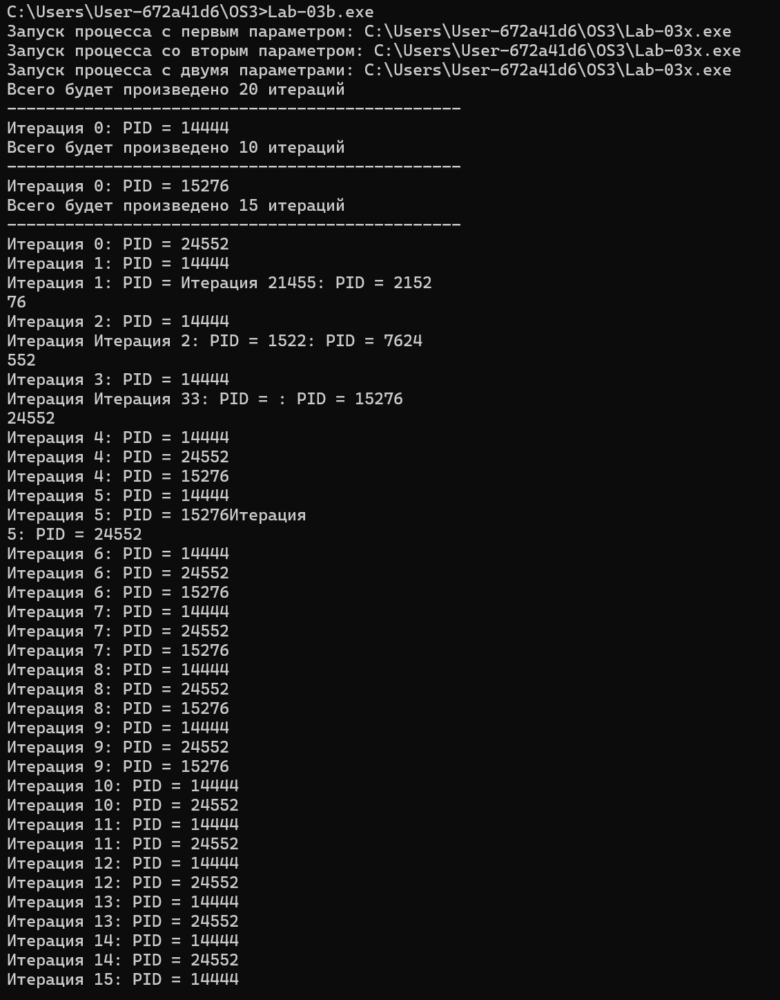 C:\Users\User-672a41d6\OS3>Lab-03b.exe
Запуск процесса с первым параметром: C:\Users\User-672a41d6\OS3\Lab-03x.exe
Запуск процесса со вторым параметром: C:\Users\User-672a41d6\OS3\Lab-03x.exe
Запуск процесса с двумя параметрами: C:\Users\User-672a41d6\OS3\Lab-03x.exe
Всего будет произведено 20 итераций
-----------------------------------------------
Итерация 0: PID = 14444
Всего будет произведено 10 итераций
-----------------------------------------------
Итерация 0: PID = 15276
Всего будет произведено 15 итераций
-----------------------------------------------
Итерация 0: PID = 24552
Итерация 1: PID = 14444
Итерация 1: PID = Итерация 21455: PID = 2152
76
Итерация 2: PID = 14444
Итерация Итерация 2: PID = 1522: PID = 7624
552
Итерация 3: PID = 14444
Итерация Итерация 33: PID = : PID = 15276
24552
Итерация 4: PID = 14444
Итерация 4: PID = 24552
Итерация 4: PID = 15276
Итерация 5: PID = 14444
Итерация 5: PID = 15276Итерация
5: PID = 24552
Итерация 6: PID = 14444
Итерация 6: PID = 24552
Итерация 6: PID = 15276
Итерация 7: PID = 14444
Итерация 7: PID = 24552
Итерация 7: PID = 15276
Итерация 8: PID = 14444
Итерация 8: PID = 24552
Итерация 8: PID = 15276
Итерация 9: PID = 14444
Итерация 9: PID = 24552
Итерация 9: PID = 15276
Итерация 10: PID = 14444
Итерация 10: PID = 24552
Итерация 11: PID = 14444
Итерация 11: PID = 24552
Итерация 12: PID = 14444
Итерация 12: PID = 24552
Итерация 13: PID = 14444
Итерация 13: PID = 24552
Итерация 14: PID = 14444
Итерация 14: PID = 24552
Итерация 15: PID = 14444